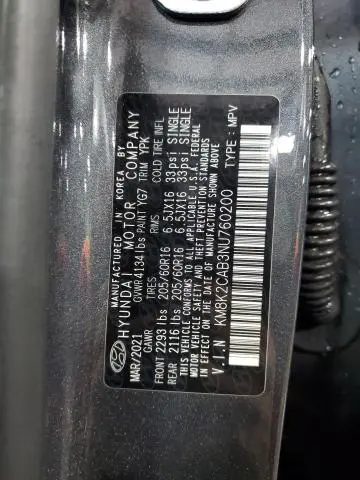 MANUFACTURED IN KOREA BY
HYUNDAI MOTOR COMPANY
MAR/2021 GVWR 4134 lbs PAINT YG7 TRIM YPK
GAWR TIRES RIMS COLD TIRE INFL
FRONT 2293 lbs 205/60R16 6.5JX16 33psi SINGLE
REAR 2116 lbs 205/60R16 6.5JX16 33psi SINGLE
THIS VEHICLE CONFORMS TO ALL APPLICABLE U.S.A. FEDERAL
MOTOR VEHICLE SAFETY, BUMPER, AND THEFT PREVENTION STANDARDS
IN EFFECT ON THE DATE OF MANUFACTURE SHOWN ABOVE.
V.I.N KM8K2CAB3NU760200 TYPE: MPV